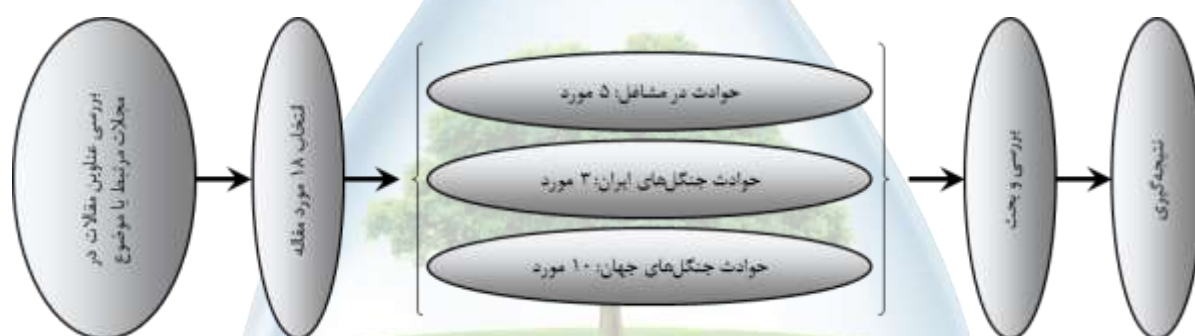 بررسی عناوین مقالات در
مجلات مرتبط با موضوع
انتخاب ۱۸ مورد مقاله
حوادث در مشاغل: ۵ مورد
حوادث جنگل‌های ایران: ۳ مورد
حوادث جنگل‌های جهان: ۱۰ مورد
بررسی و بحث
نتیجه‌گیری